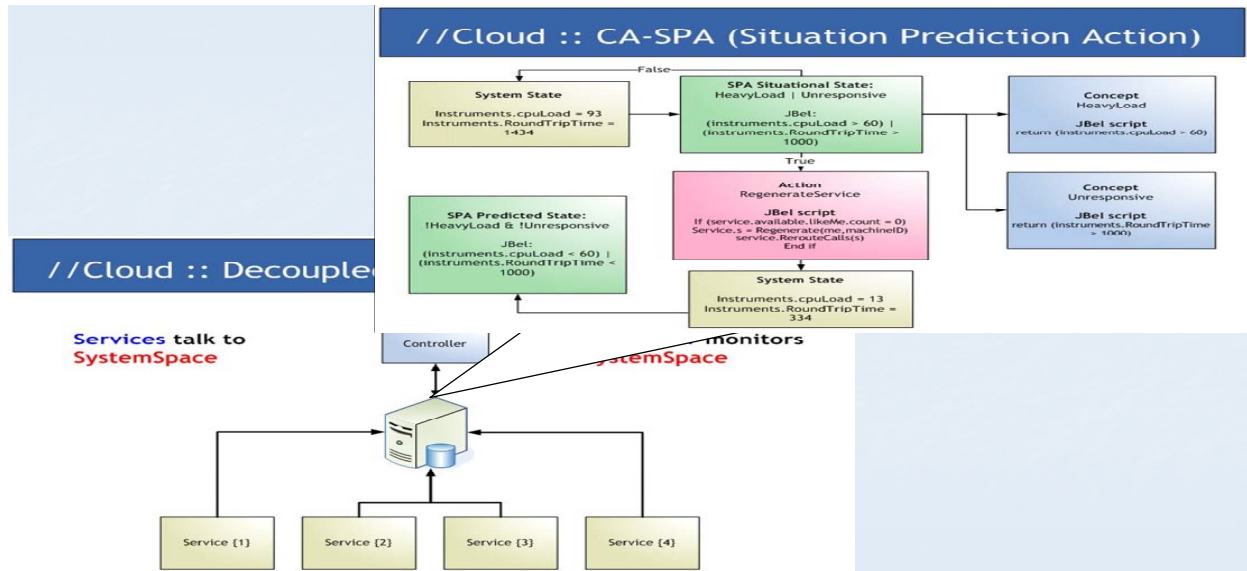 //Cloud :: CA-SPA (Situation Prediction Action)
False
System State
Instruments.cpuLoad = 93
Instruments.RoundTripTime =
1434
SPA Situational State:
HeavyLoad | Unresponsive
JBel:
(instruments.cpuLoad > 60) |
(instruments.RoundTripTime >
1000)
Concept
HeavyLoad
JBel script
return (instruments.cpuLoad > 60)
True
Action
RegenerateService
JBel script
If (service.available.likeMe.count = 0)
Service.s = Regenerate(me,machineID)
service.RerouteCalls(s)
End if
Concept
Unresponsive
JBel script
return (instruments.RoundTripTime
> 1000)
SPA Predicted State:
!HeavyLoad & !Unresponsive
JBel:
(instruments.cpuLoad < 60) |
(instruments.RoundTripTime <
1000)
System State
Instruments.cpuLoad = 13
Instruments.RoundTripTime =
334
//Cloud :: Decouple
Services talk to
SystemSpace
Controller
monitors
stemSpace
Service {1}
Service {2}
Service {3}
Service {4}